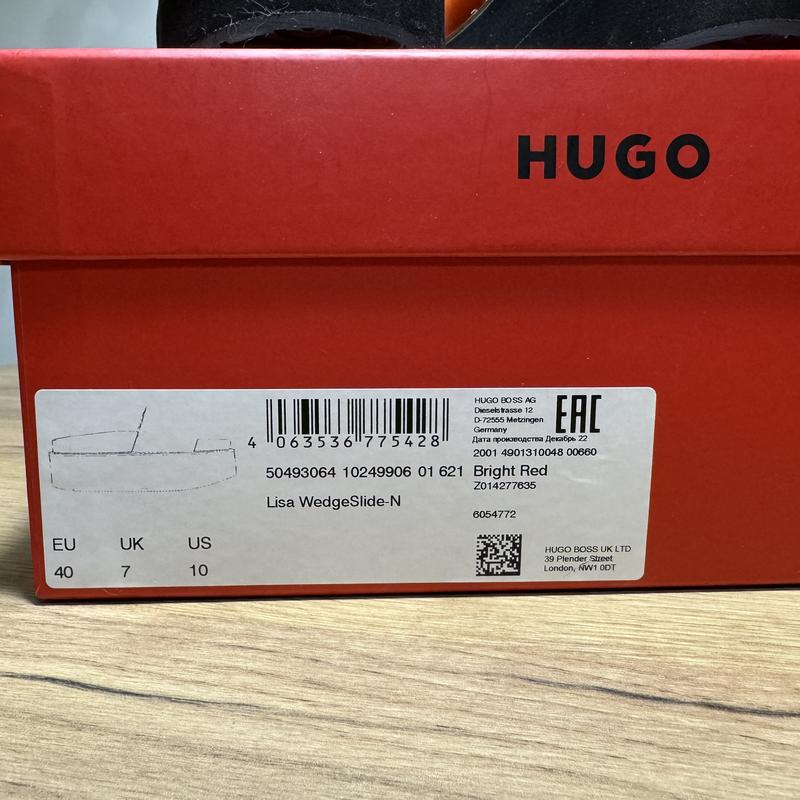 HUGO
4 063536 775428
50493064 10249906 01 621
Lisa WedgeSlide-N
EU UK US
40 7 10
HUGO BOSS AG
Dieselstrasse 12
D-72555 Metzingen
Germany
EAC
Дата производства Декабрь 22
2001 4901310048 00660
Bright Red
Z014277635
6054772
HUGO BOSS UK LTD
39 Plender Street
London, NW1 0DT